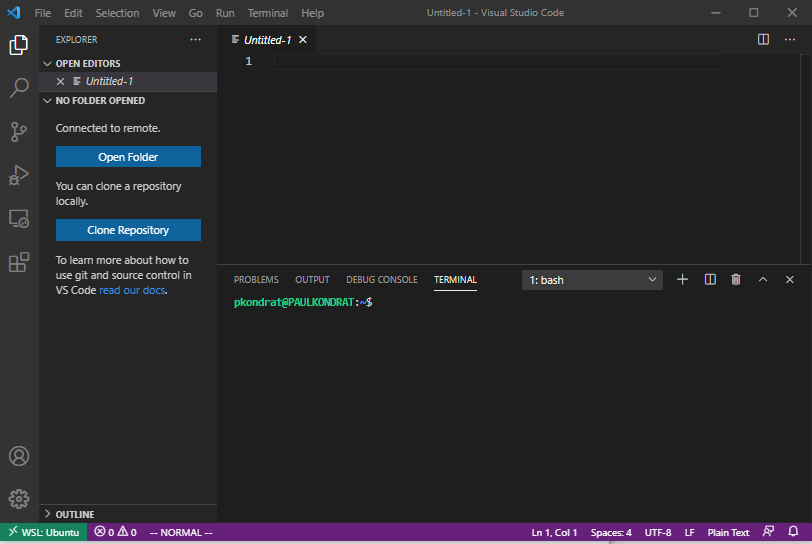 File Edit Selection View Go Run Terminal Help Untitled-1 - Visual Studio Code
EXPLORER
OPEN EDITORS
Untitled-1
NO FOLDER OPENED
Connected to remote.
Open Folder
You can clone a repository
locally.
Clone Repository
To learn more about how to
use git and source control in
VS Code read our docs.
OUTLINE
Untitled-1
1
PROBLEMS OUTPUT DEBUG CONSOLE TERMINAL 1: bash
pkondrat@PAULKONDRAT:~$
WSL: Ubuntu 0 0 -- NORMAL -- Ln 1, Col 1 Spaces: 4 UTF-8 LF Plain Text